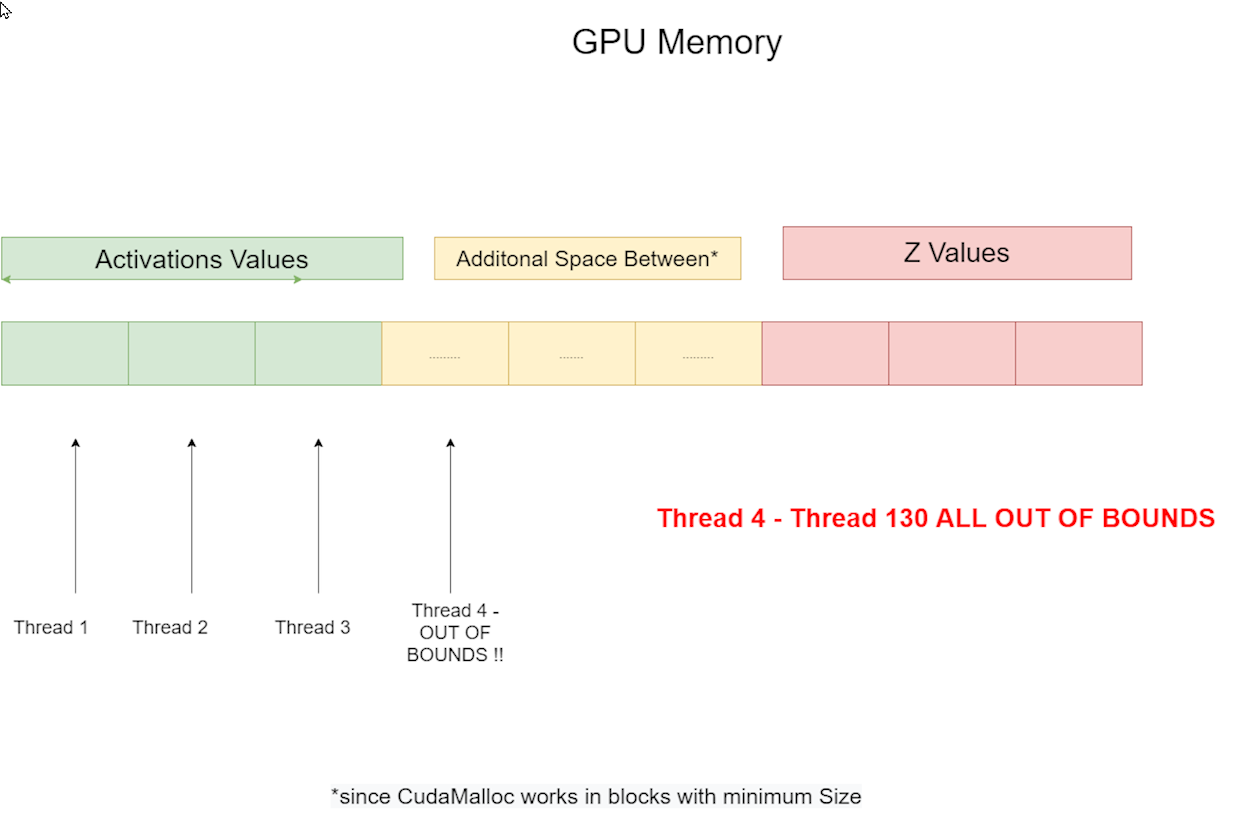 GPU Memory
Activations Values
Additonal Space Between*
Z Values
.........
.......
.........
Thread 4 - Thread 130 ALL OUT OF BOUNDS
Thread 1
Thread 2
Thread 3
Thread 4 -
OUT OF
BOUNDS !!
*since CudaMalloc works in blocks with minimum Size